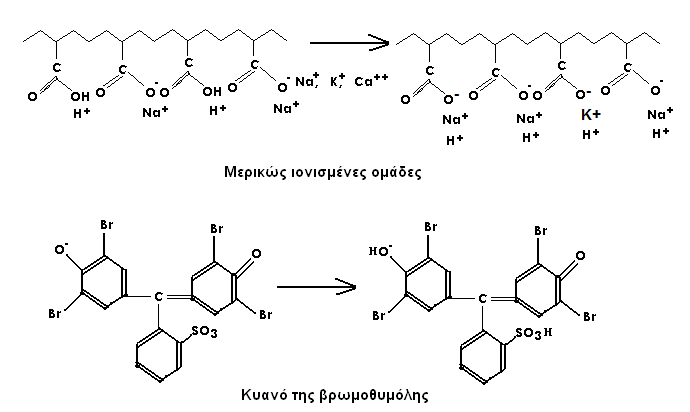 C C C C
O OH O O⁻ O OH O O⁻
H⁺ Na⁺ H⁺ Na⁺
Na⁺, K⁺, Ca⁺⁺
C C C C
O O⁻ O O⁻ O O⁻ O O⁻
Na⁺ Na⁺ K+ Na⁺
H⁺ H⁺ H⁺ H⁺
Μερικώς ιονισμένες ομάδες
Br Br Br Br
O⁻ O HO⁻ O
Br C Br Br C Br
SO₃ SO₃H
Κυανό της βρωμοθυμόλης